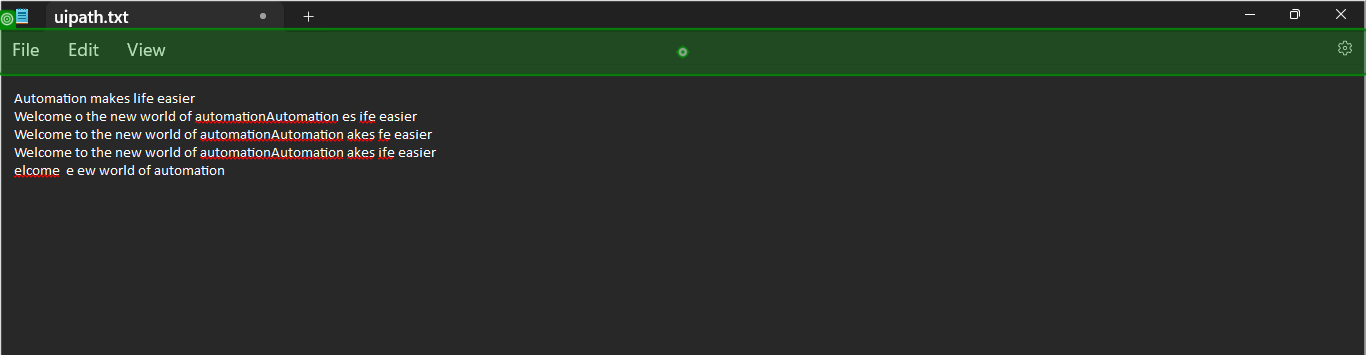 uipath.txt
File Edit View
Automation makes life easier
Welcome o the new world of automationAutomation es ife easier
Welcome to the new world of automationAutomation akes fe easier
Welcome to the new world of automationAutomation akes ife easier
elcome  e ew world of automation